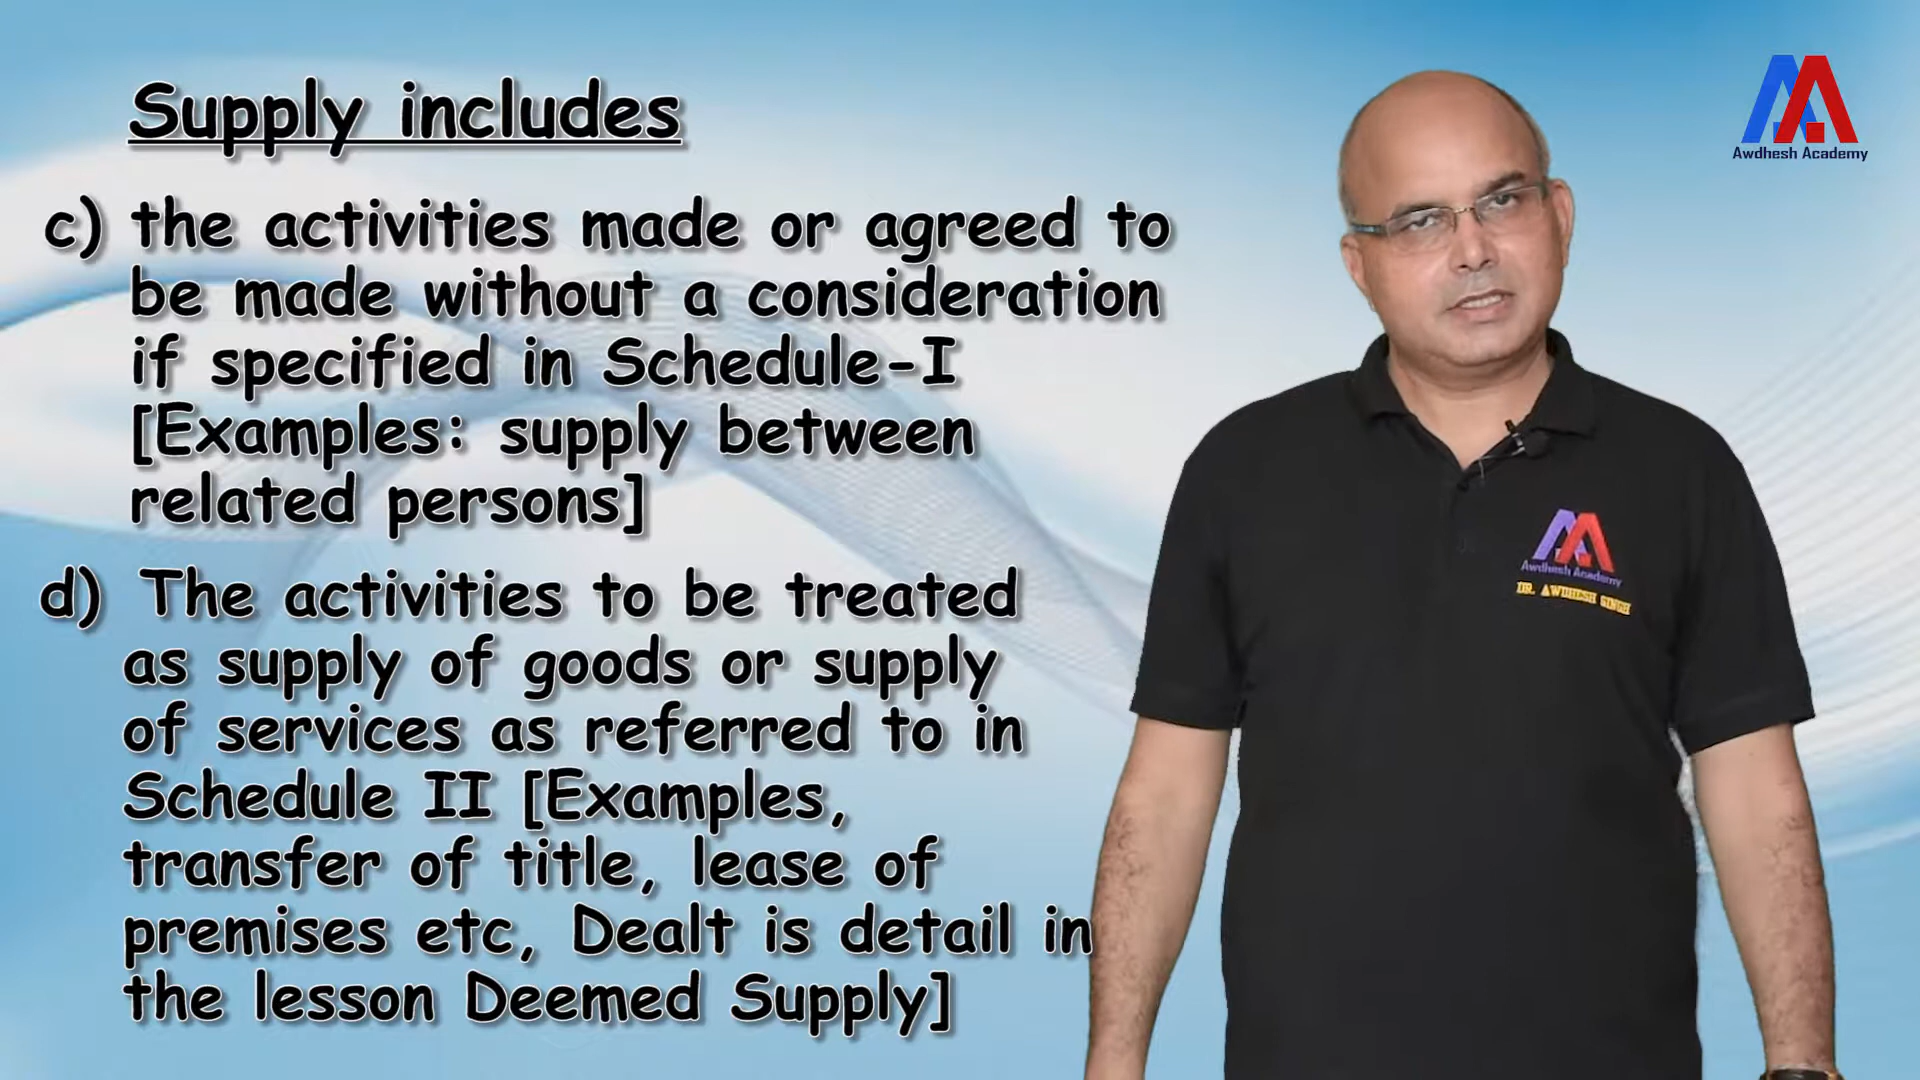 Supply includes
c) the activities made or agreed to
be made without a consideration
if specified in Schedule-I
[Examples: supply between
related persons]
d) The activities to be treated
as supply of goods or supply
of services as referred to in
Schedule II [Examples,
transfer of title, lease of
premises etc, Dealt is detail in
the lesson Deemed Supply]
Awdhesh Academy
Awdhesh Academy
DR. AWDHESH SINGH